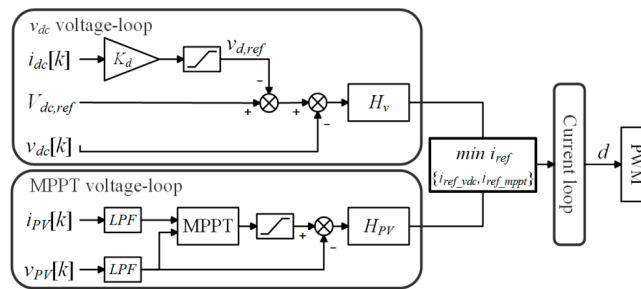 v_dc voltage-loop
i_dc[k]
K_d
v_d,ref
−
V_dc,ref
+
+
H_v
−
v_dc[k]
min i_ref
{i_ref_vdc, i_ref_mppt}
Current loop
d
PWM
MPPT voltage-loop
i_PV[k]
LPF
MPPT
+
−
H_PV
v_PV[k]
LPF